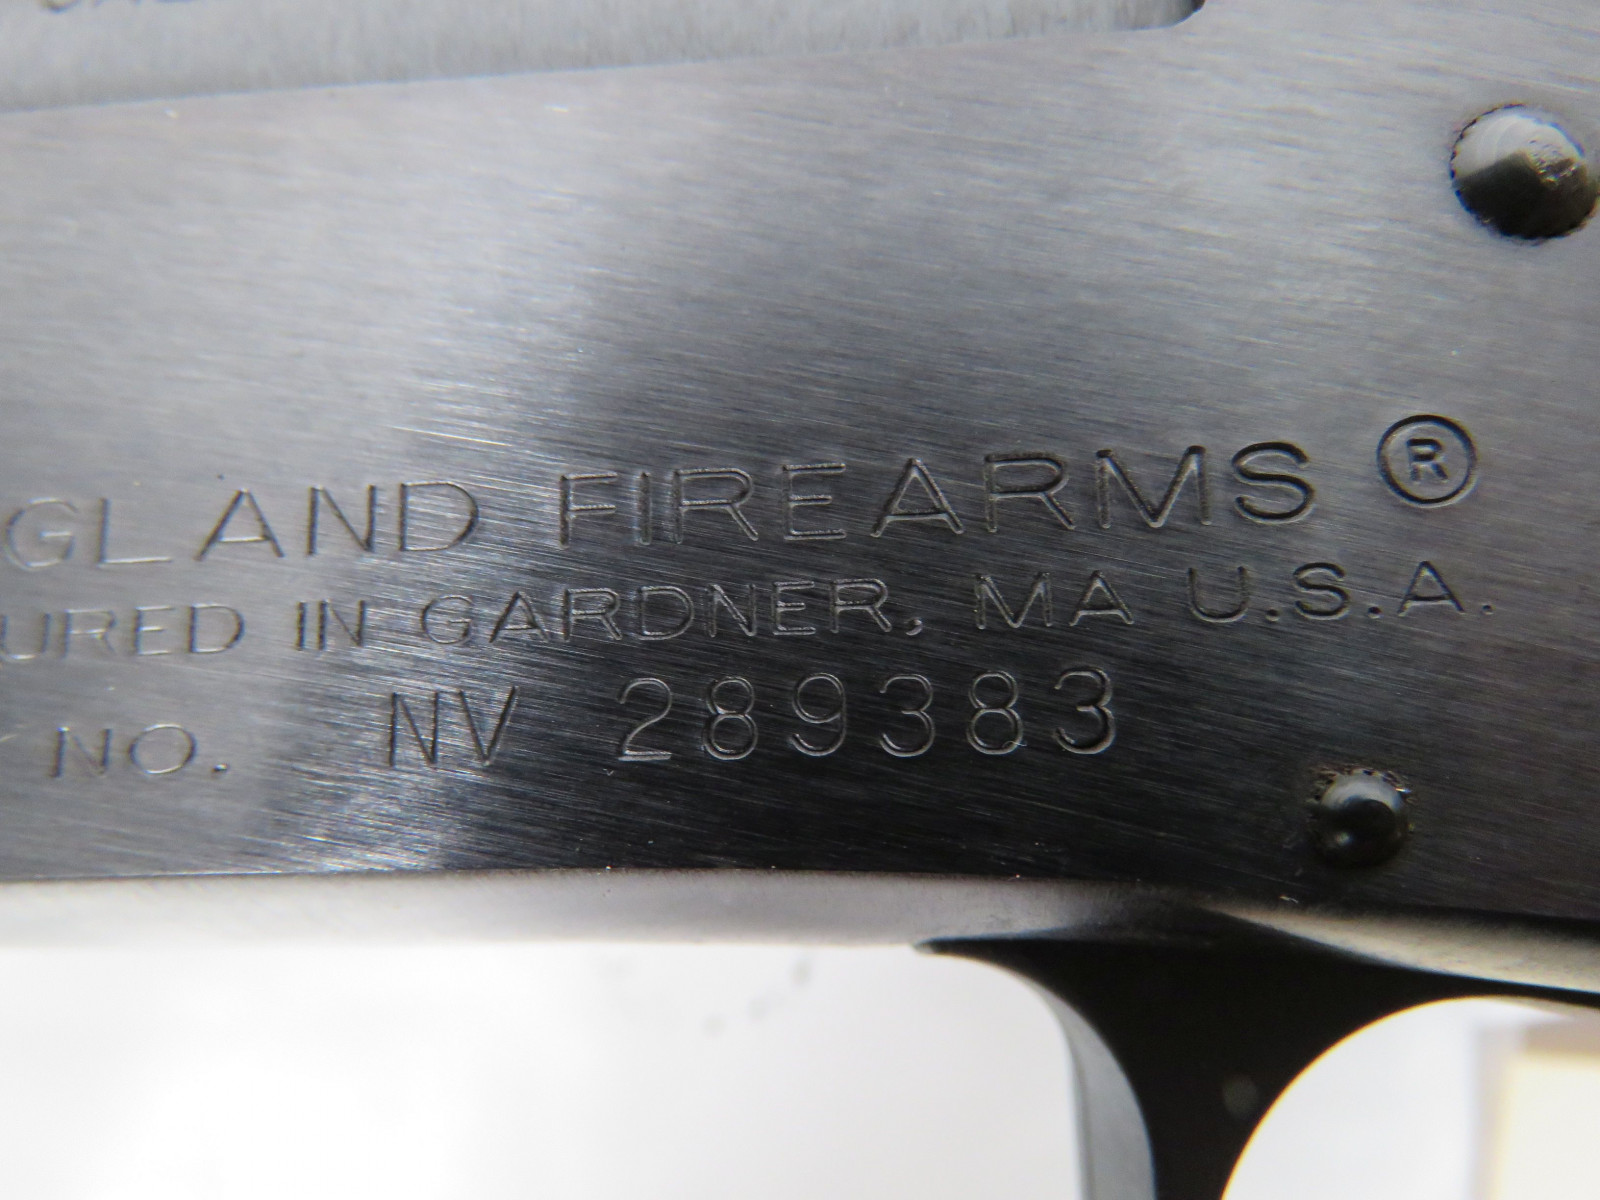 GLAND FIREARMS ®
URED IN GARDNER, MA U.S.A.
NO. NV 289383